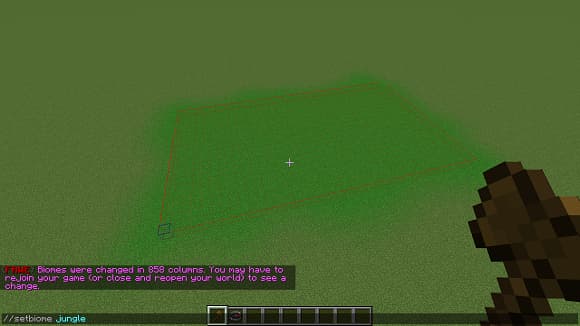 Biomes were changed in 858 columns. You may have to
rejoin your game (or close and reopen your world) to see a
change.
//setbiome jungle